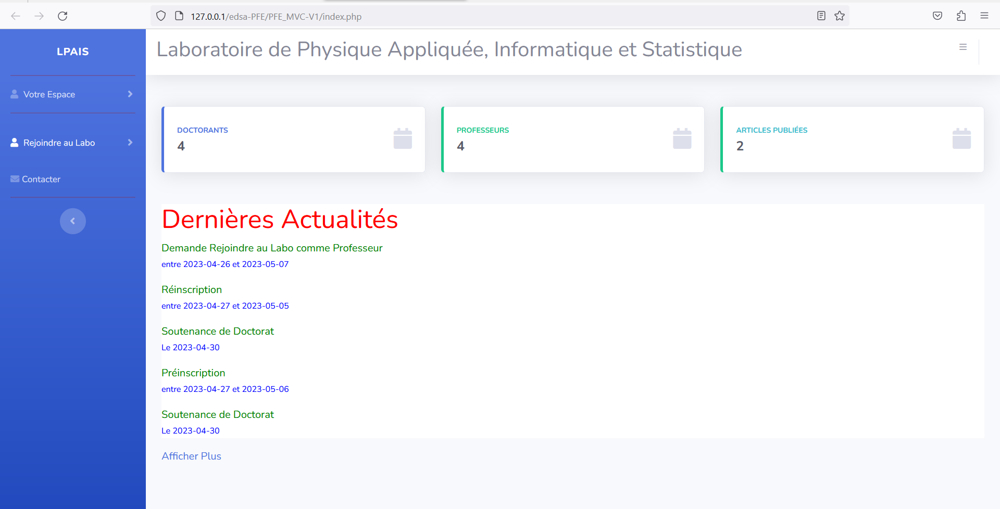 127.0.0.1/edsa-PFE/PFE_MVC-V1/index.php
LPAIS
Laboratoire de Physique Appliquée, Informatique et Statistique
Votre Espace
Rejoindre au Labo
Contacter
DOCTORANTS
4
PROFESSEURS
4
ARTICLES PUBLIÉES
2
Dernières Actualités
Demande Rejoindre au Labo comme Professeur
entre 2023-04-26 et 2023-05-07
Réinscription
entre 2023-04-27 et 2023-05-05
Soutenance de Doctorat
Le 2023-04-30
Préinscription
entre 2023-04-27 et 2023-05-06
Soutenance de Doctorat
Le 2023-04-30
Afficher Plus